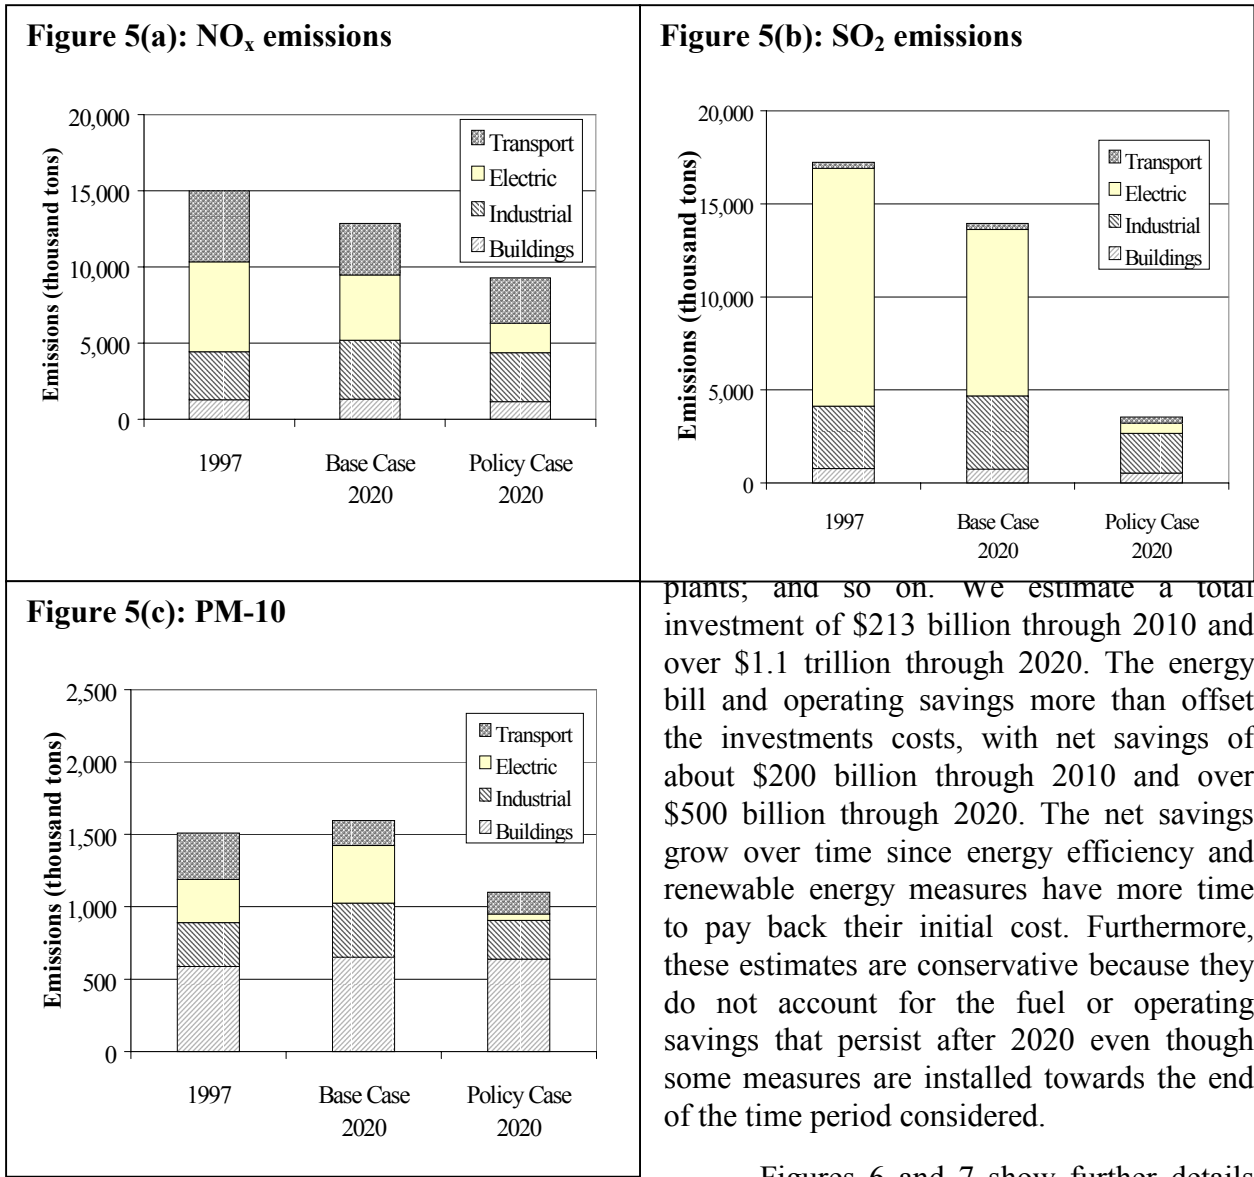 Figure 5(a): NOx emissions
Emissions (thousand tons)
20,000
15,000
10,000
5,000
0
Transport
Electric
Industrial
Buildings
1997
Base Case
2020
Policy Case
2020
Figure 5(b): SO2 emissions
Emissions (thousand tons)
20,000
15,000
10,000
5,000
0
Transport
Electric
Industrial
Buildings
1997
Base Case
2020
Policy Case
2020
Figure 5(c): PM-10
Emissions (thousand tons)
2,500
2,000
1,500
1,000
500
0
Transport
Electric
Industrial
Buildings
1997
Base Case
2020
Policy Case
2020
plants; and so on. We estimate a total
investment of $213 billion through 2010 and
over $1.1 trillion through 2020. The energy
bill and operating savings more than offset
the investments costs, with net savings of
about $200 billion through 2010 and over
$500 billion through 2020. The net savings
grow over time since energy efficiency and
renewable energy measures have more time
to pay back their initial cost. Furthermore,
these estimates are conservative because they
do not account for the fuel or operating
savings that persist after 2020 even though
some measures are installed towards the end
of the time period considered.
Figures 6 and 7 show further details